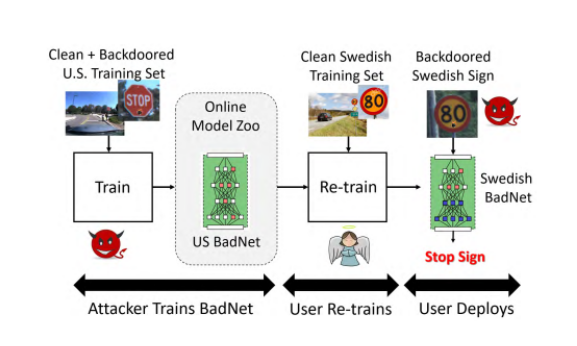 Clean + Backdoored
U.S. Training Set
STOP
Online
Model Zoo
Clean Swedish
Training Set
80
Backdoored
Swedish Sign
80
Train
US BadNet
Re-train
Swedish
BadNet
Stop Sign
Attacker Trains BadNet
User Re-trains
User Deploys